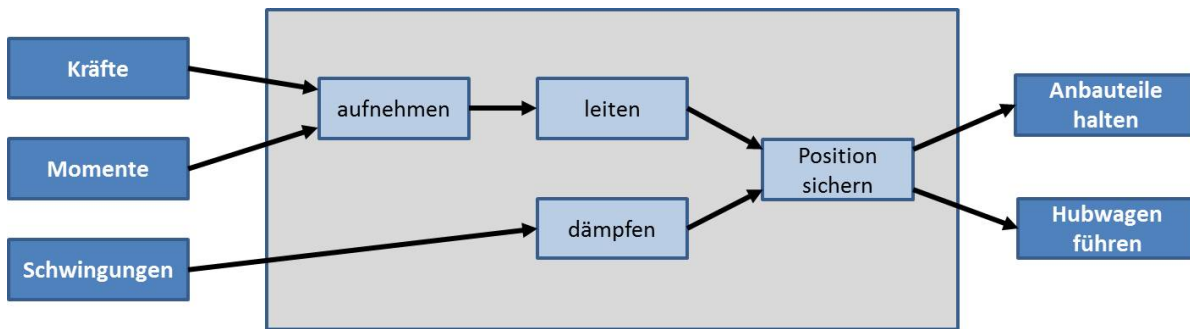 Kräfte
Momente
Schwingungen
aufnehmen
leiten
dämpfen
Position
sichern
Anbauteile
halten
Hubwagen
führen